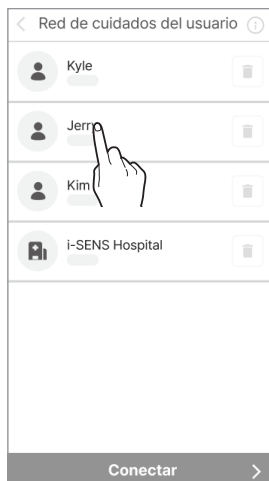 Red de cuidados del usuario
Kyle
Jerry
Kim
i-SENS Hospital
Conectar